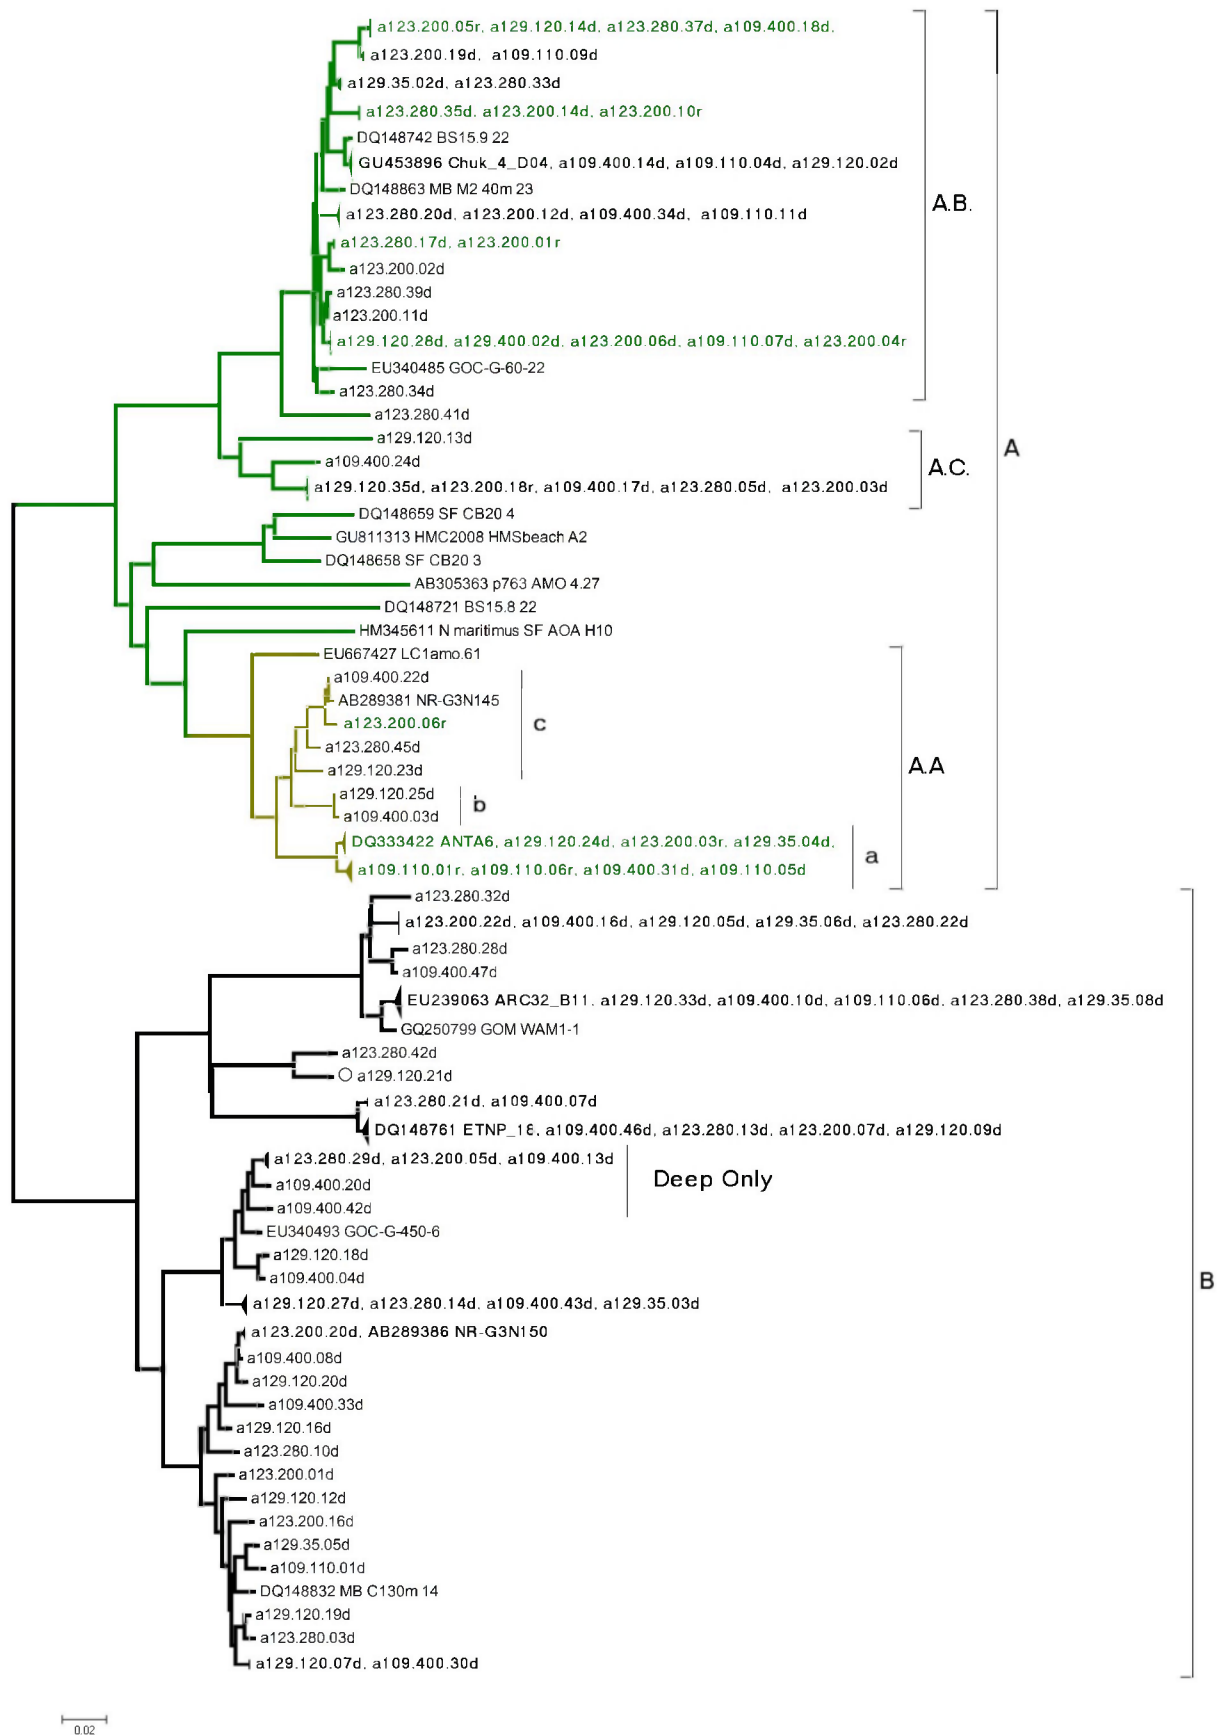 a123.200.05r, a129.120.14d, a123.280.37d, a109.400.18d,
a123.200.19d, a109.110.09d
a129.35.02d, a123.280.33d
a123.280.35d, a123.200.14d, a123.200.10r
DQ148742 BS15.9 22
GU453896 Chuk_4_D04, a109.400.14d, a109.110.04d, a129.120.02d
DQ148863 MB M2 40m 23
A.B.
a123.280.20d, a123.200.12d, a109.400.34d, a109.110.11d
a123.280.17d, a123.200.01r
a123.200.02d
a123.280.39d
a123.200.11d
a129.120.28d, a129.400.02d, a123.200.06d, a109.110.07d, a123.200.04r
EU340485 GOC-G-60-22
a123.280.34d
a123.280.41d
a129.120.13d
A
a109.400.24d
A.C.
a129.120.35d, a123.200.18r, a109.400.17d, a123.280.05d, a123.200.03d
DQ148659 SF CB20 4
GU811313 HMC2008 HMSbeach A2
DQ148658 SF CB20 3
AB305363 p763 AMO 4.27
DQ148721 BS15.8 22
HM345611 N maritimus SF AOA H10
EU667427 LC1amo.61
a109.400.22d
AB289381 NR-G3N145
a123.200.06r
c
a123.280.45d
A.A
a129.120.23d
a129.120.25d
b
a109.400.03d
DQ333422 ANTA6, a129.120.24d, a123.200.03r, a129.35.04d,
a
a109.110.01r, a109.110.06r, a109.400.31d, a109.110.05d
a123.280.32d
a123.200.22d, a109.400.16d, a129.120.05d, a129.35.06d, a123.280.22d
a123.280.28d
a109.400.47d
EU239063 ARC32_B11, a129.120.33d, a109.400.10d, a109.110.06d, a123.280.38d, a129.35.08d
GQ250799 GOM WAM1-1
a123.280.42d
a129.120.21d
a123.280.21d, a109.400.07d
DQ148761 ETNP_18, a109.400.46d, a123.280.13d, a123.200.07d, a129.120.09d
a123.280.29d, a123.200.05d, a109.400.13d
Deep Only
a109.400.20d
a109.400.42d
EU340493 GOC-G-450-6
a129.120.18d
a109.400.04d
B
a129.120.27d, a123.280.14d, a109.400.43d, a129.35.03d
a123.200.20d, AB289386 NR-G3N150
a109.400.08d
a129.120.20d
a109.400.33d
a129.120.16d
a123.280.10d
a123.200.01d
a129.120.12d
a123.200.16d
a129.35.05d
a109.110.01d
DQ148832 MB C130m 14
a129.120.19d
a123.280.03d
a129.120.07d, a109.400.30d
0.02